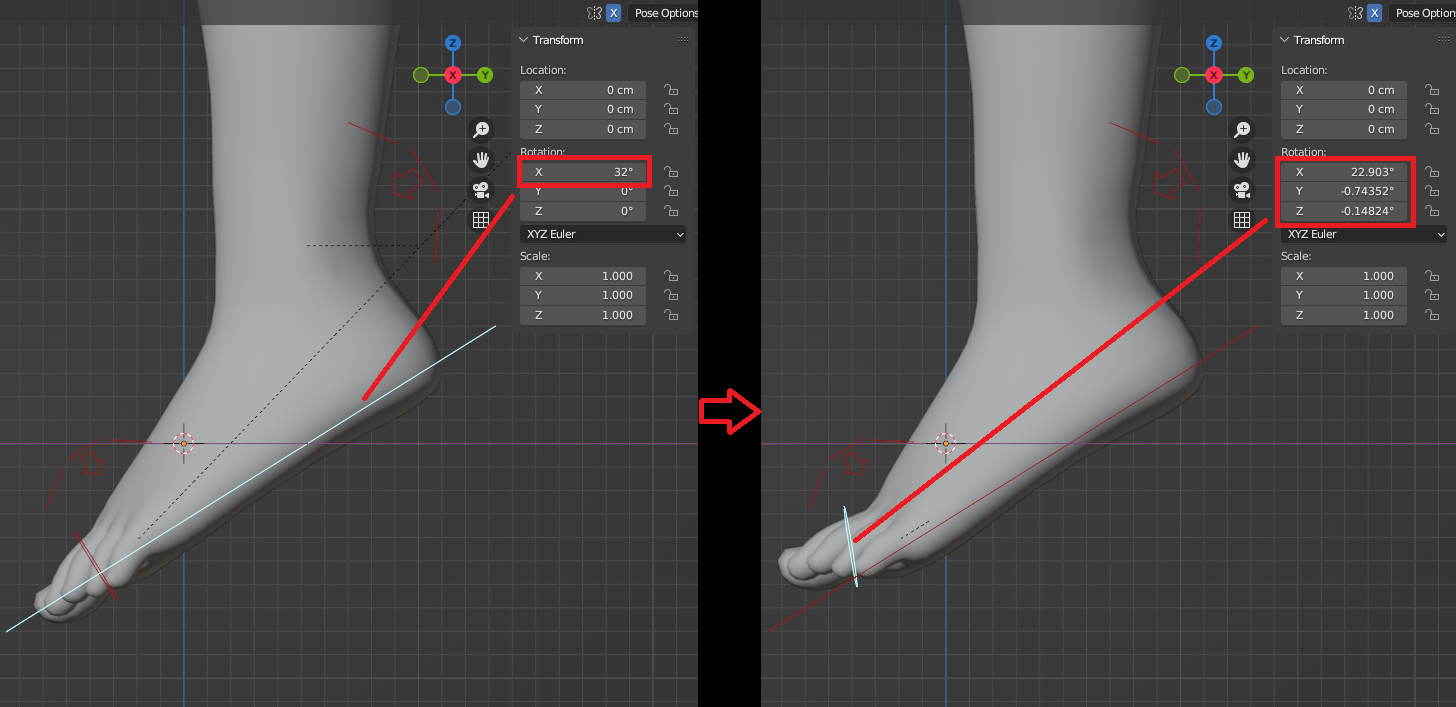 X Pose Options
Z
X Y
Transform
Location:
X 0 cm
Y 0 cm
Z 0 cm
Rotation:
X 32°
Y 0°
Z 0°
XYZ Euler
Scale:
X 1.000
Y 1.000
Z 1.000
X Pose Option
Z
X Y
Transform
Location:
X 0 cm
Y 0 cm
Z 0 cm
Rotation:
X 22.903°
Y -0.74352°
Z -0.14824°
XYZ Euler
Scale:
X 1.000
Y 1.000
Z 1.000